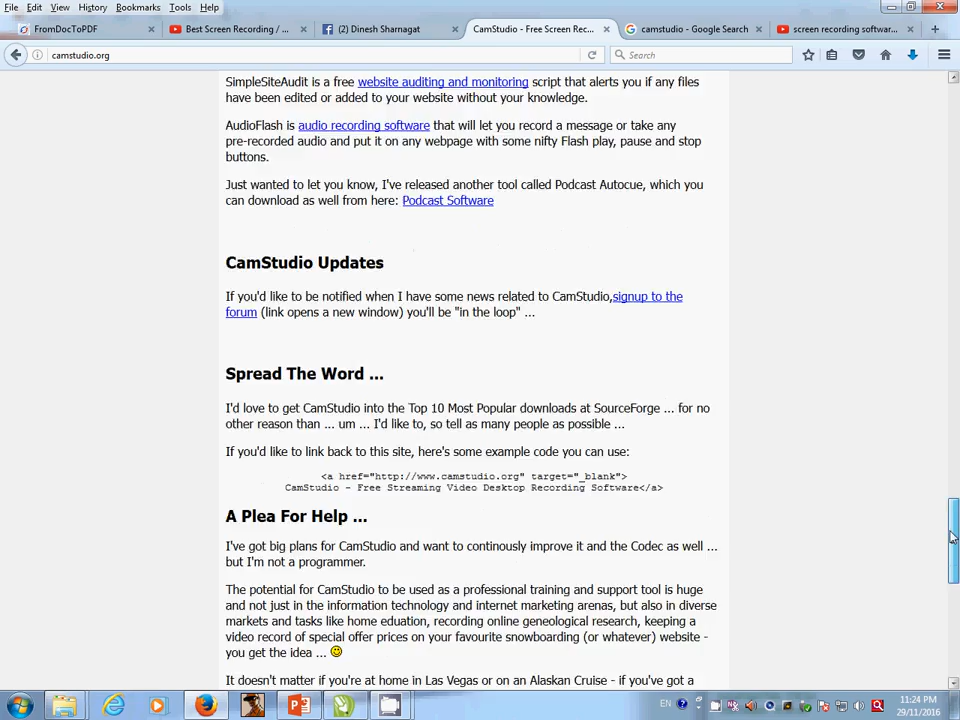 File Edit View History Bookmarks Tools Help
FromDocToPDF
Best Screen Recording / ...
(2) Dinesh Sharnagat
CamStudio - Free Screen Rec...
camstudio - Google Search
screen recording softwar...
camstudio.org
Search
SimpleSiteAudit is a free website auditing and monitoring script that alerts you if any files
have been edited or added to your website without your knowledge.
AudioFlash is audio recording software that will let you record a message or take any
pre-recorded audio and put it on any webpage with some nifty Flash play, pause and stop
buttons.
Just wanted to let you know, I've released another tool called Podcast Autocue, which you
can download as well from here: Podcast Software
CamStudio Updates
If you'd like to be notified when I have some news related to CamStudio,signup to the
forum (link opens a new window) you'll be "in the loop" ...
Spread The Word ...
I'd love to get CamStudio into the Top 10 Most Popular downloads at SourceForge ... for no
other reason than ... um ... I'd like to, so tell as many people as possible ...
If you'd like to link back to this site, here's some example code you can use:
<a href="http://www.camstudio.org" target="_blank">
CamStudio - Free Streaming Video Desktop Recording Software</a>
A Plea For Help ...
I've got big plans for CamStudio and want to continously improve it and the Codec as well ...
but I'm not a programmer.
The potential for CamStudio to be used as a professional training and support tool is huge
and not just in the information technology and internet marketing arenas, but also in diverse
markets and tasks like home eduation, recording online geneological research, keeping a
video record of special offer prices on your favourite snowboarding (or whatever) website -
you get the idea ...
It doesn't matter if you're at home in Las Vegas or on an Alaskan Cruise - if you've got a
EN
11:24 PM
29/11/2016